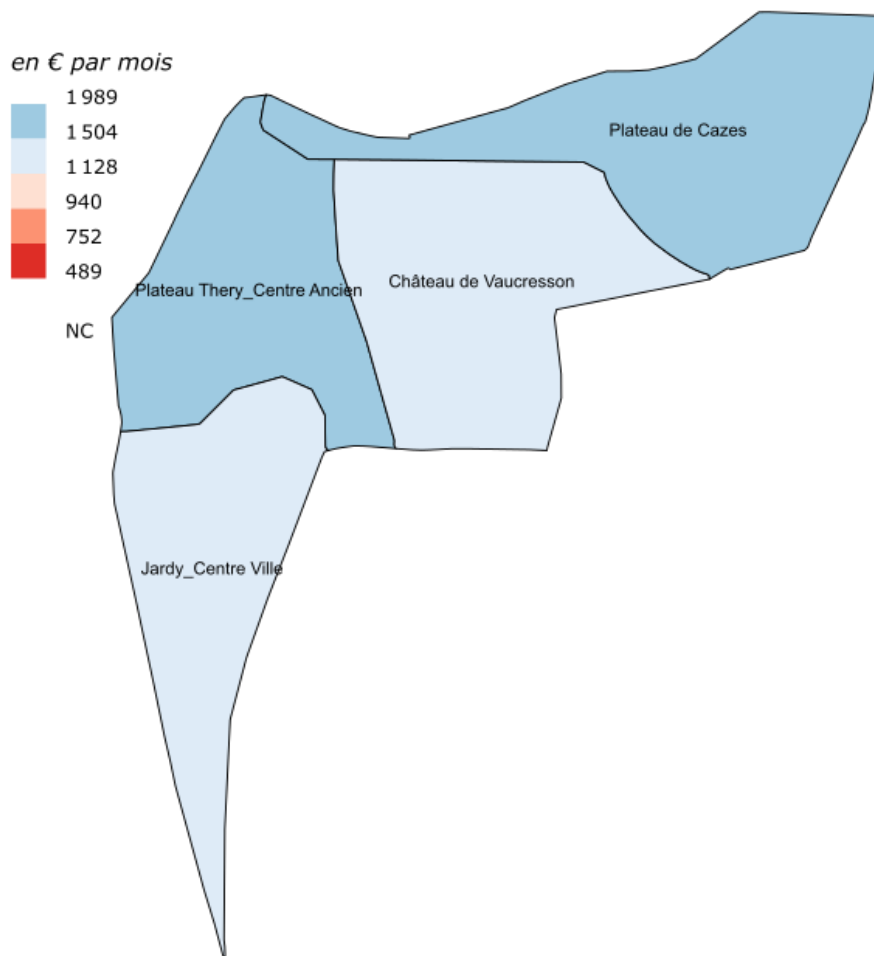 en € par mois
1 989
1 504
1 128
940
752
489
NC
Plateau de Cazes
Château de Vaucresson
Plateau Thery_Centre Ancien
Jardy_Centre Ville